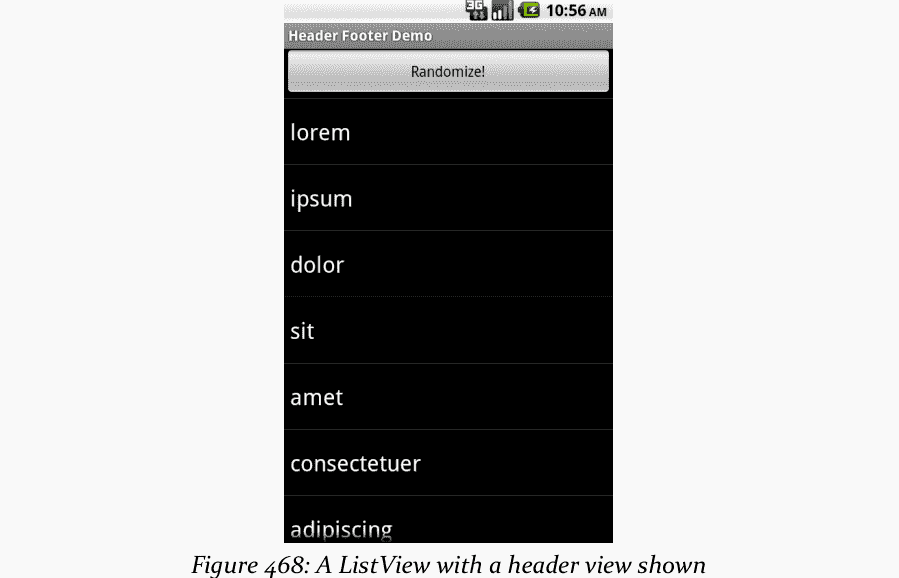 3G 10:56 AM
Header Footer Demo
Randomize!
lorem
ipsum
dolor
sit
amet
consectetuer
adipiscing
Figure 468: A ListView with a header view shown